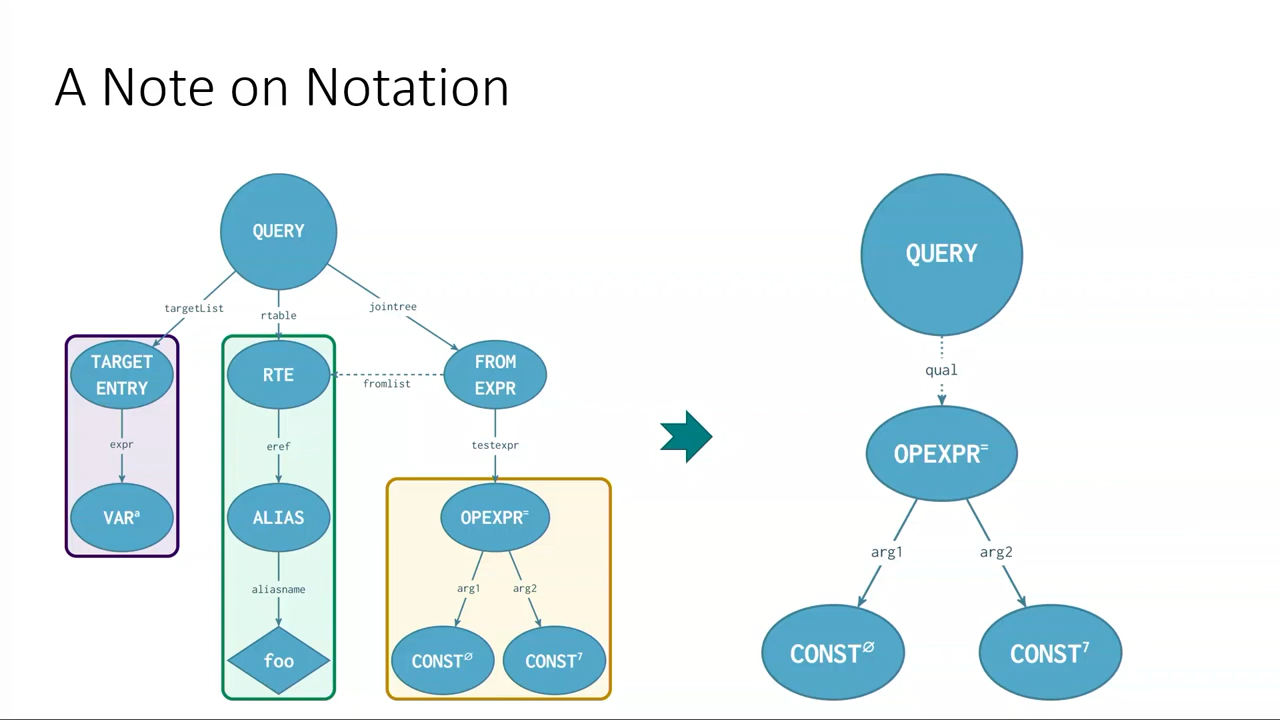 A Note on Notation
QUERY
targetList
rtable
jointree
TARGET
ENTRY
RTE
fromlist
FROM
EXPR
expr
eref
testexpr
VARᵃ
ALIAS
OPEXPR⁼
aliasname
arg1
arg2
foo
CONST∅
CONST⁷
QUERY
qual
OPEXPR⁼
arg1
arg2
CONST∅
CONST⁷